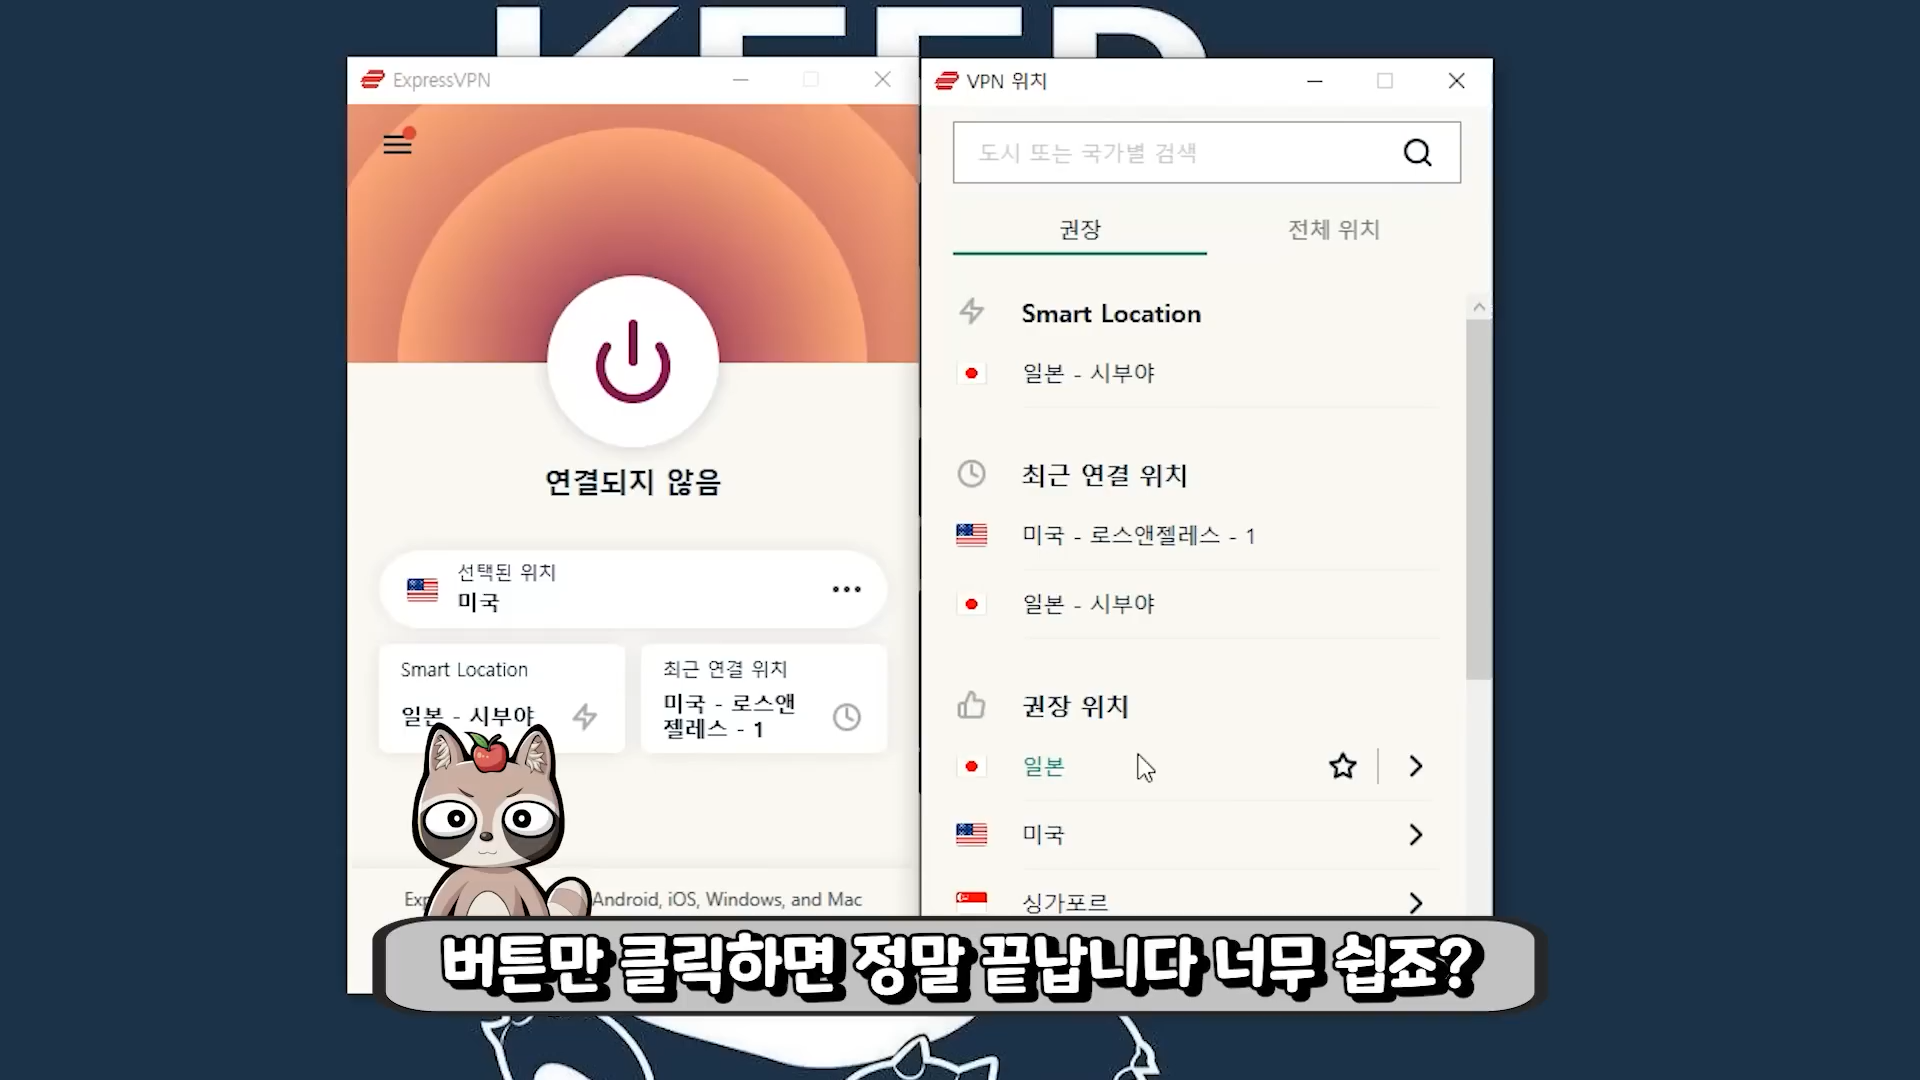 KEEP
ExpressVPN
연결되지 않음
선택된 위치
미국
Smart Location
일본 - 시부야
최근 연결 위치
미국 - 로스앤
젤레스 - 1
Android, iOS, Windows, and Mac
VPN 위치
도시 또는 국가별 검색
권장
전체 위치
Smart Location
일본 - 시부야
최근 연결 위치
미국 - 로스앤젤레스 - 1
일본 - 시부야
권장 위치
일본
미국
싱가포르
버튼만 클릭하면 정말 끝납니다 너무 쉽죠?